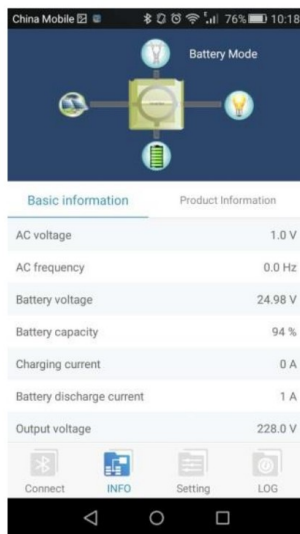 China Mobile 76% 10:18
Battery Mode
Basic information Product Information
AC voltage 1.0 V
AC frequency 0.0 Hz
Battery voltage 24.98 V
Battery capacity 94 %
Charging current 0 A
Battery discharge current 1 A
Output voltage 228.0 V
Connect INFO Setting LOG